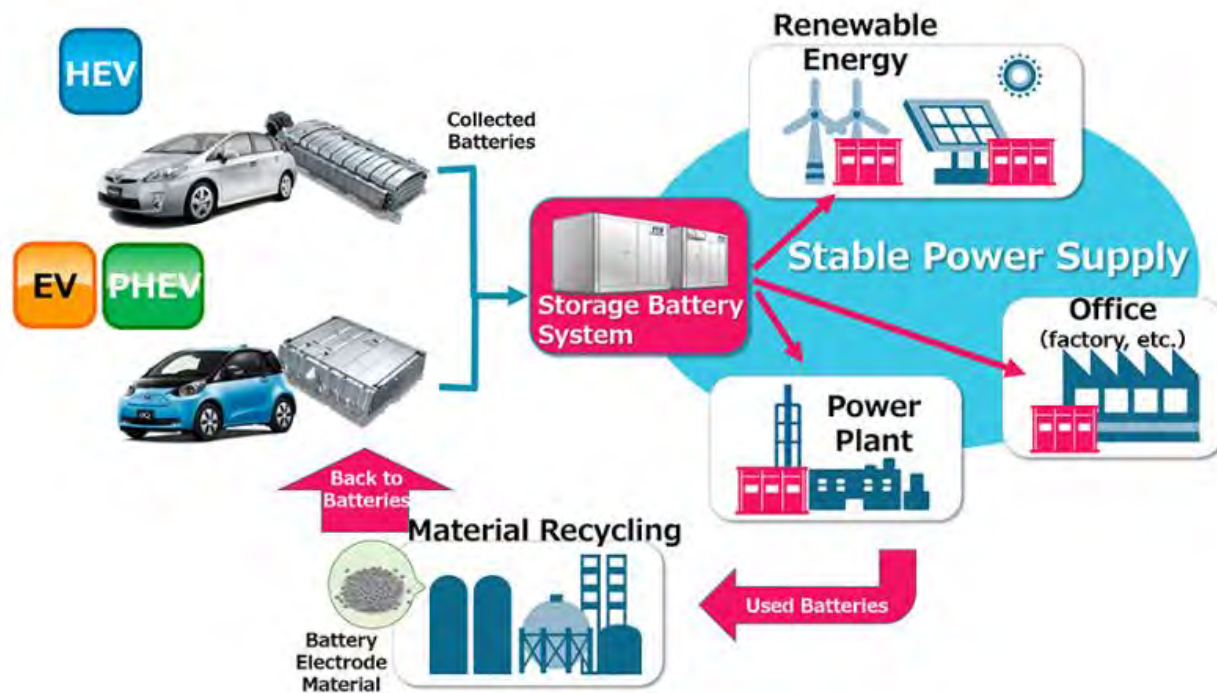 HEV
Collected
Batteries
EV
PHEV
Storage Battery
System
Renewable
Energy
Stable Power Supply
Office
(factory, etc.)
Power
Plant
Back to
Batteries
Material Recycling
Used Batteries
Battery
Electrode
Material